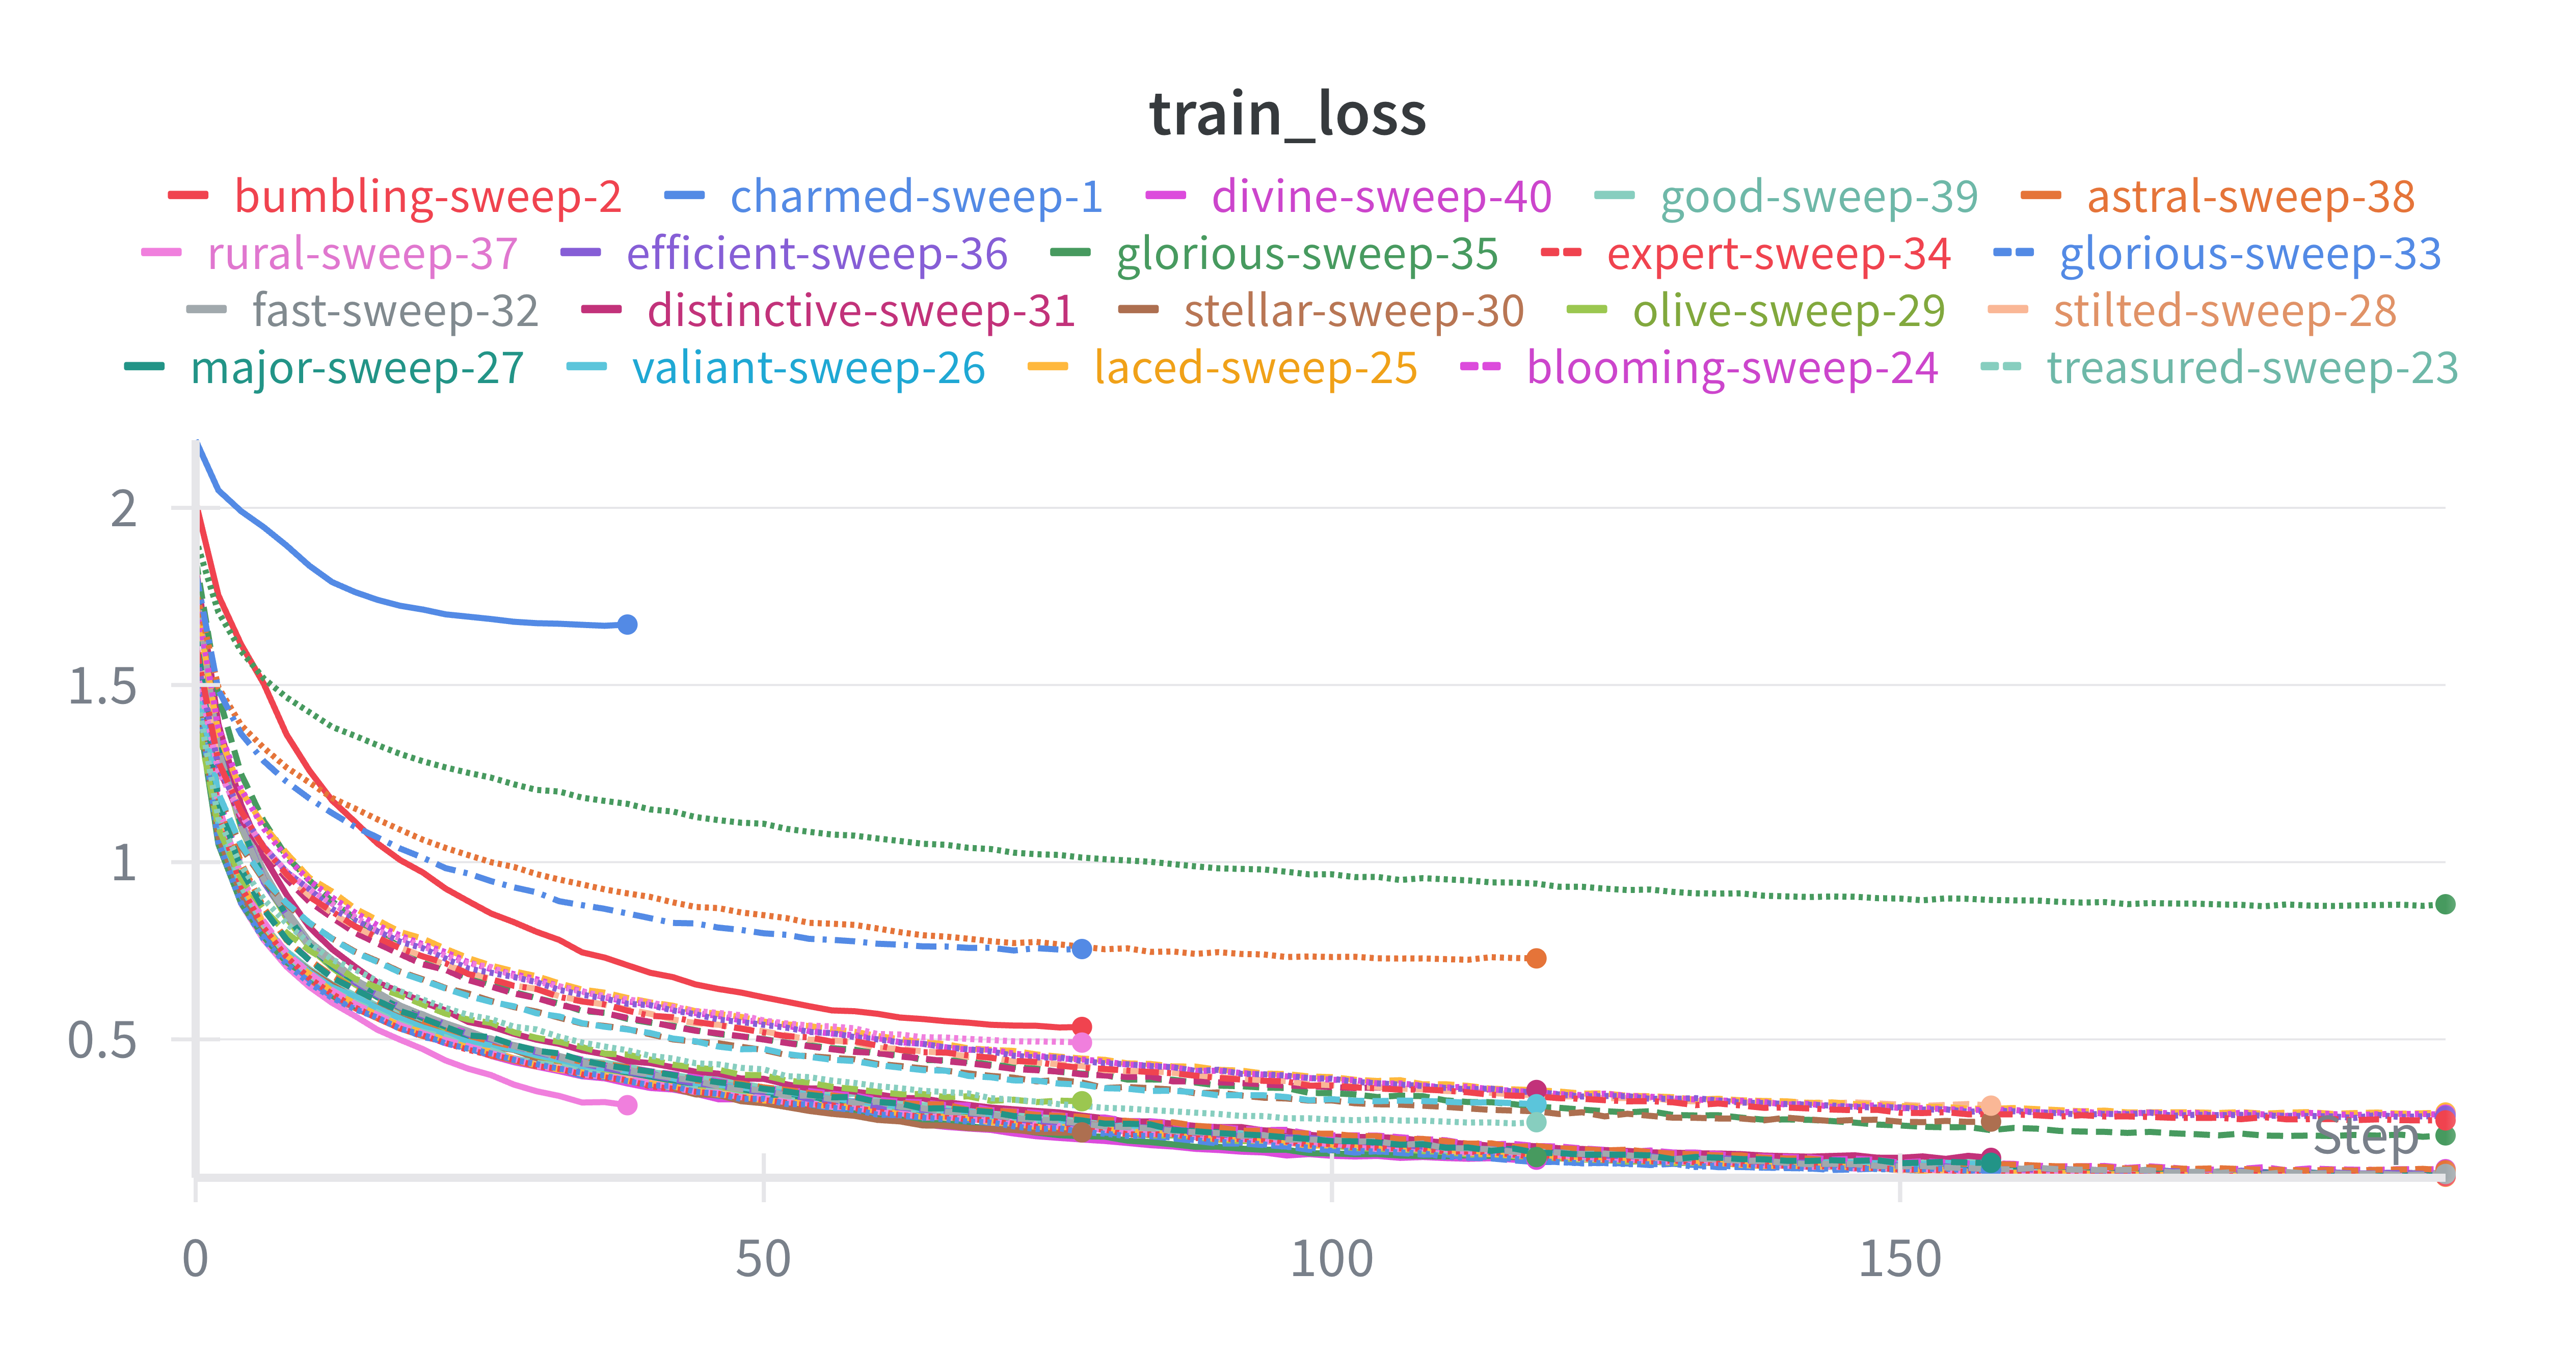 train_loss
bumbling-sweep-2 charmed-sweep-1 divine-sweep-40 good-sweep-39 astral-sweep-38
rural-sweep-37 efficient-sweep-36 glorious-sweep-35 expert-sweep-34 glorious-sweep-33
fast-sweep-32 distinctive-sweep-31 stellar-sweep-30 olive-sweep-29 stilted-sweep-28
major-sweep-27 valiant-sweep-26 laced-sweep-25 blooming-sweep-24 treasured-sweep-23
2
1.5
1
0.5
Step
0 50 100 150